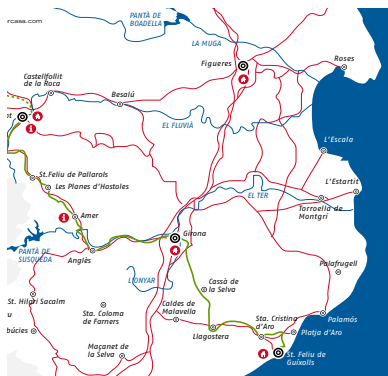 rcasa.com
PANTÀ DE
BOADELLA
LA MUGA
Figueres
Roses
Castellfollit
de la Roca
Besalú
ot
EL FLUVIÀ
L'Escala
St.Feliu de Pallarols
Les Planes d'Hostoles
L'Estartit
EL TER
Torroella de
Montgrí
Amer
Girona
PANTÀ DE
SUSQUEDA
Anglès
Palafrugell
L'ONYAR
Cassà de
la Selva
St. Hilari Sacalm
Sta. Coloma
de Farners
Caldes de
Malavella
u
Sta. Cristina
d'Aro
Palamós
búcies
Llagostera
Platja d'Aro
Maçanet de
la Selva
St. Feliu de
Guíxols